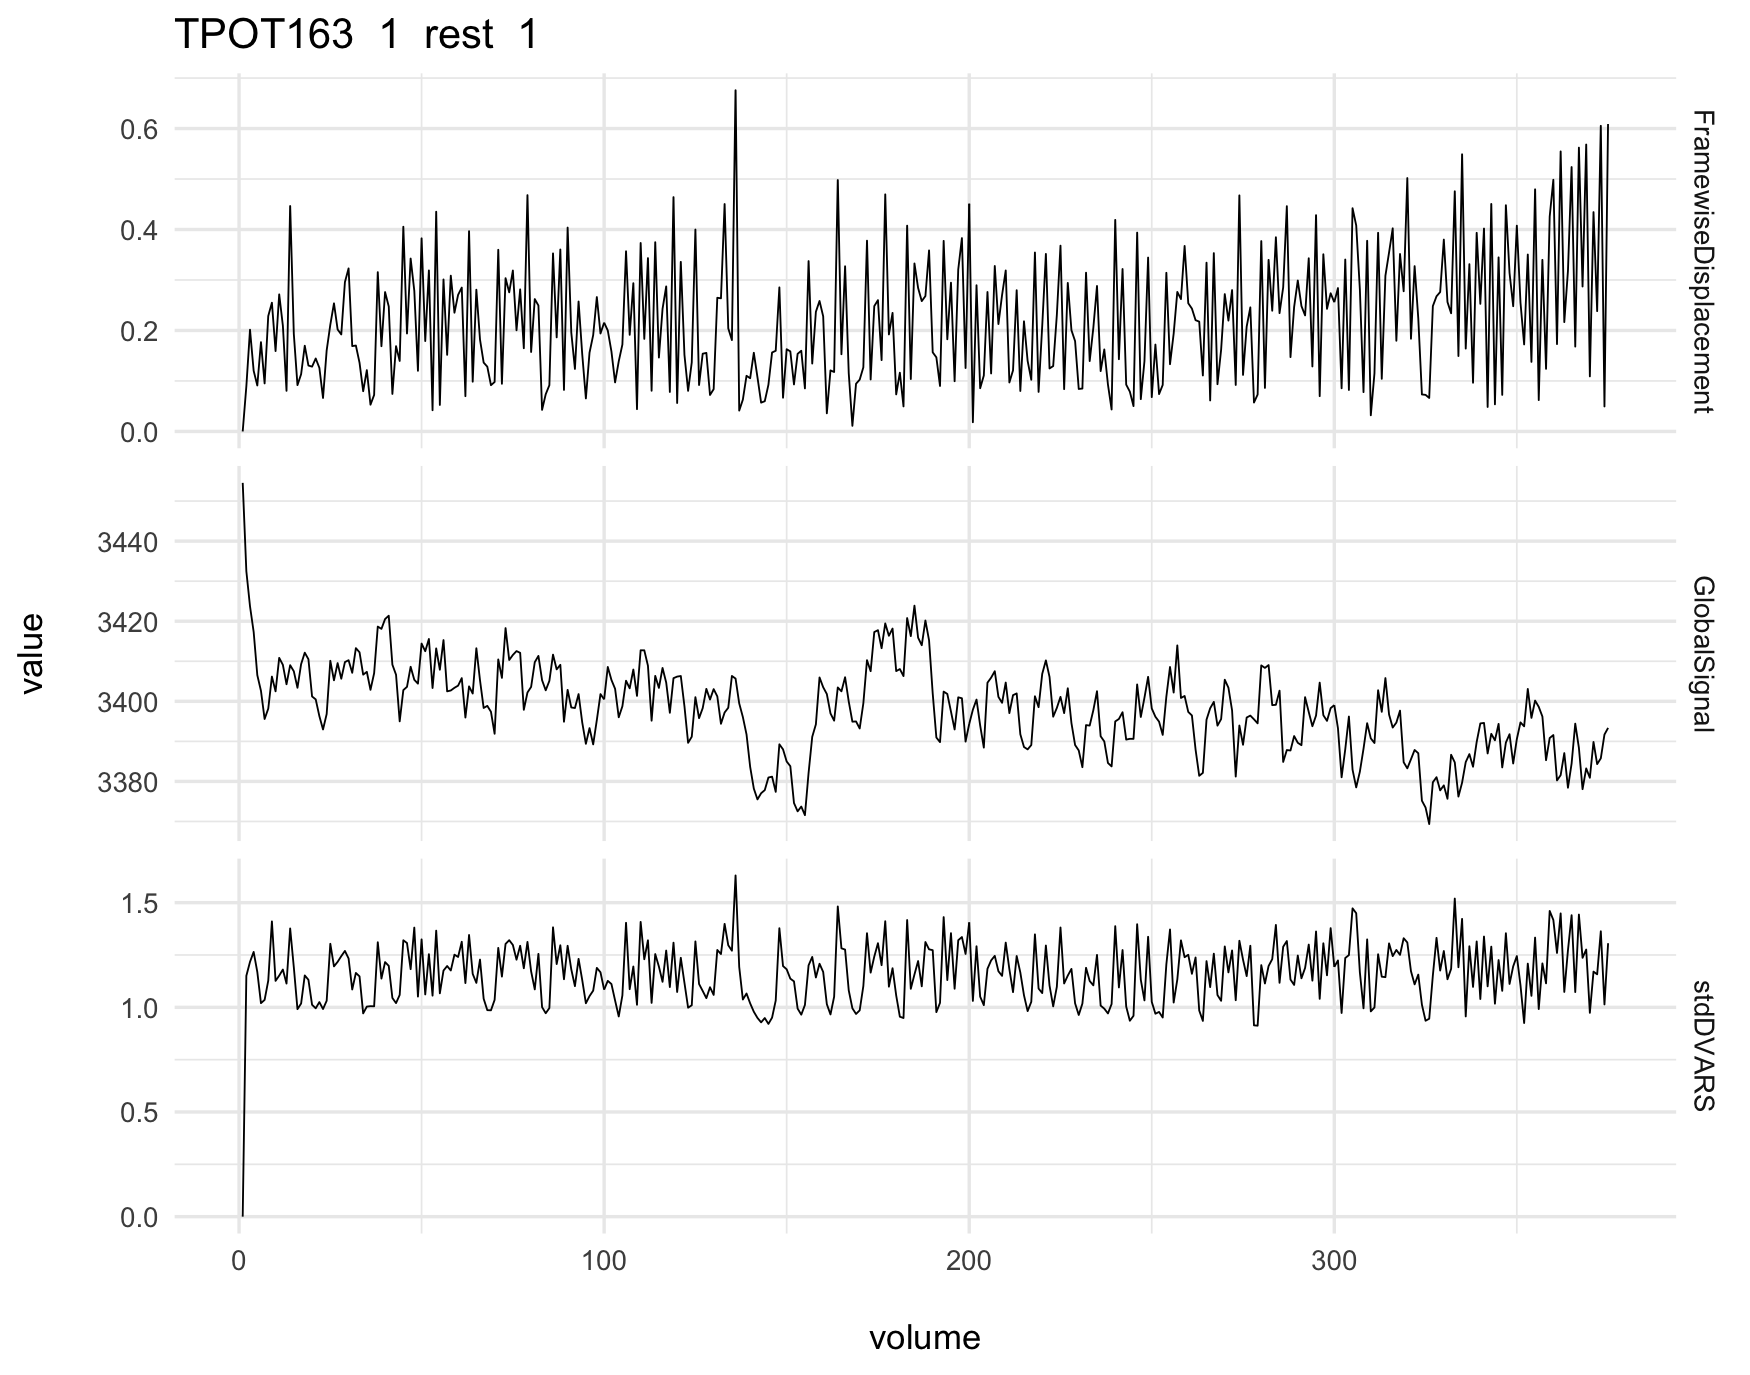 TPOT163 1 rest 1
0.6
0.4
0.2
0.0
FramewiseDisplacement
3440
3420
3400
3380
GlobalSignal
value
1.5
1.0
0.5
0.0
stdDVARS
0 100 200 300
volume